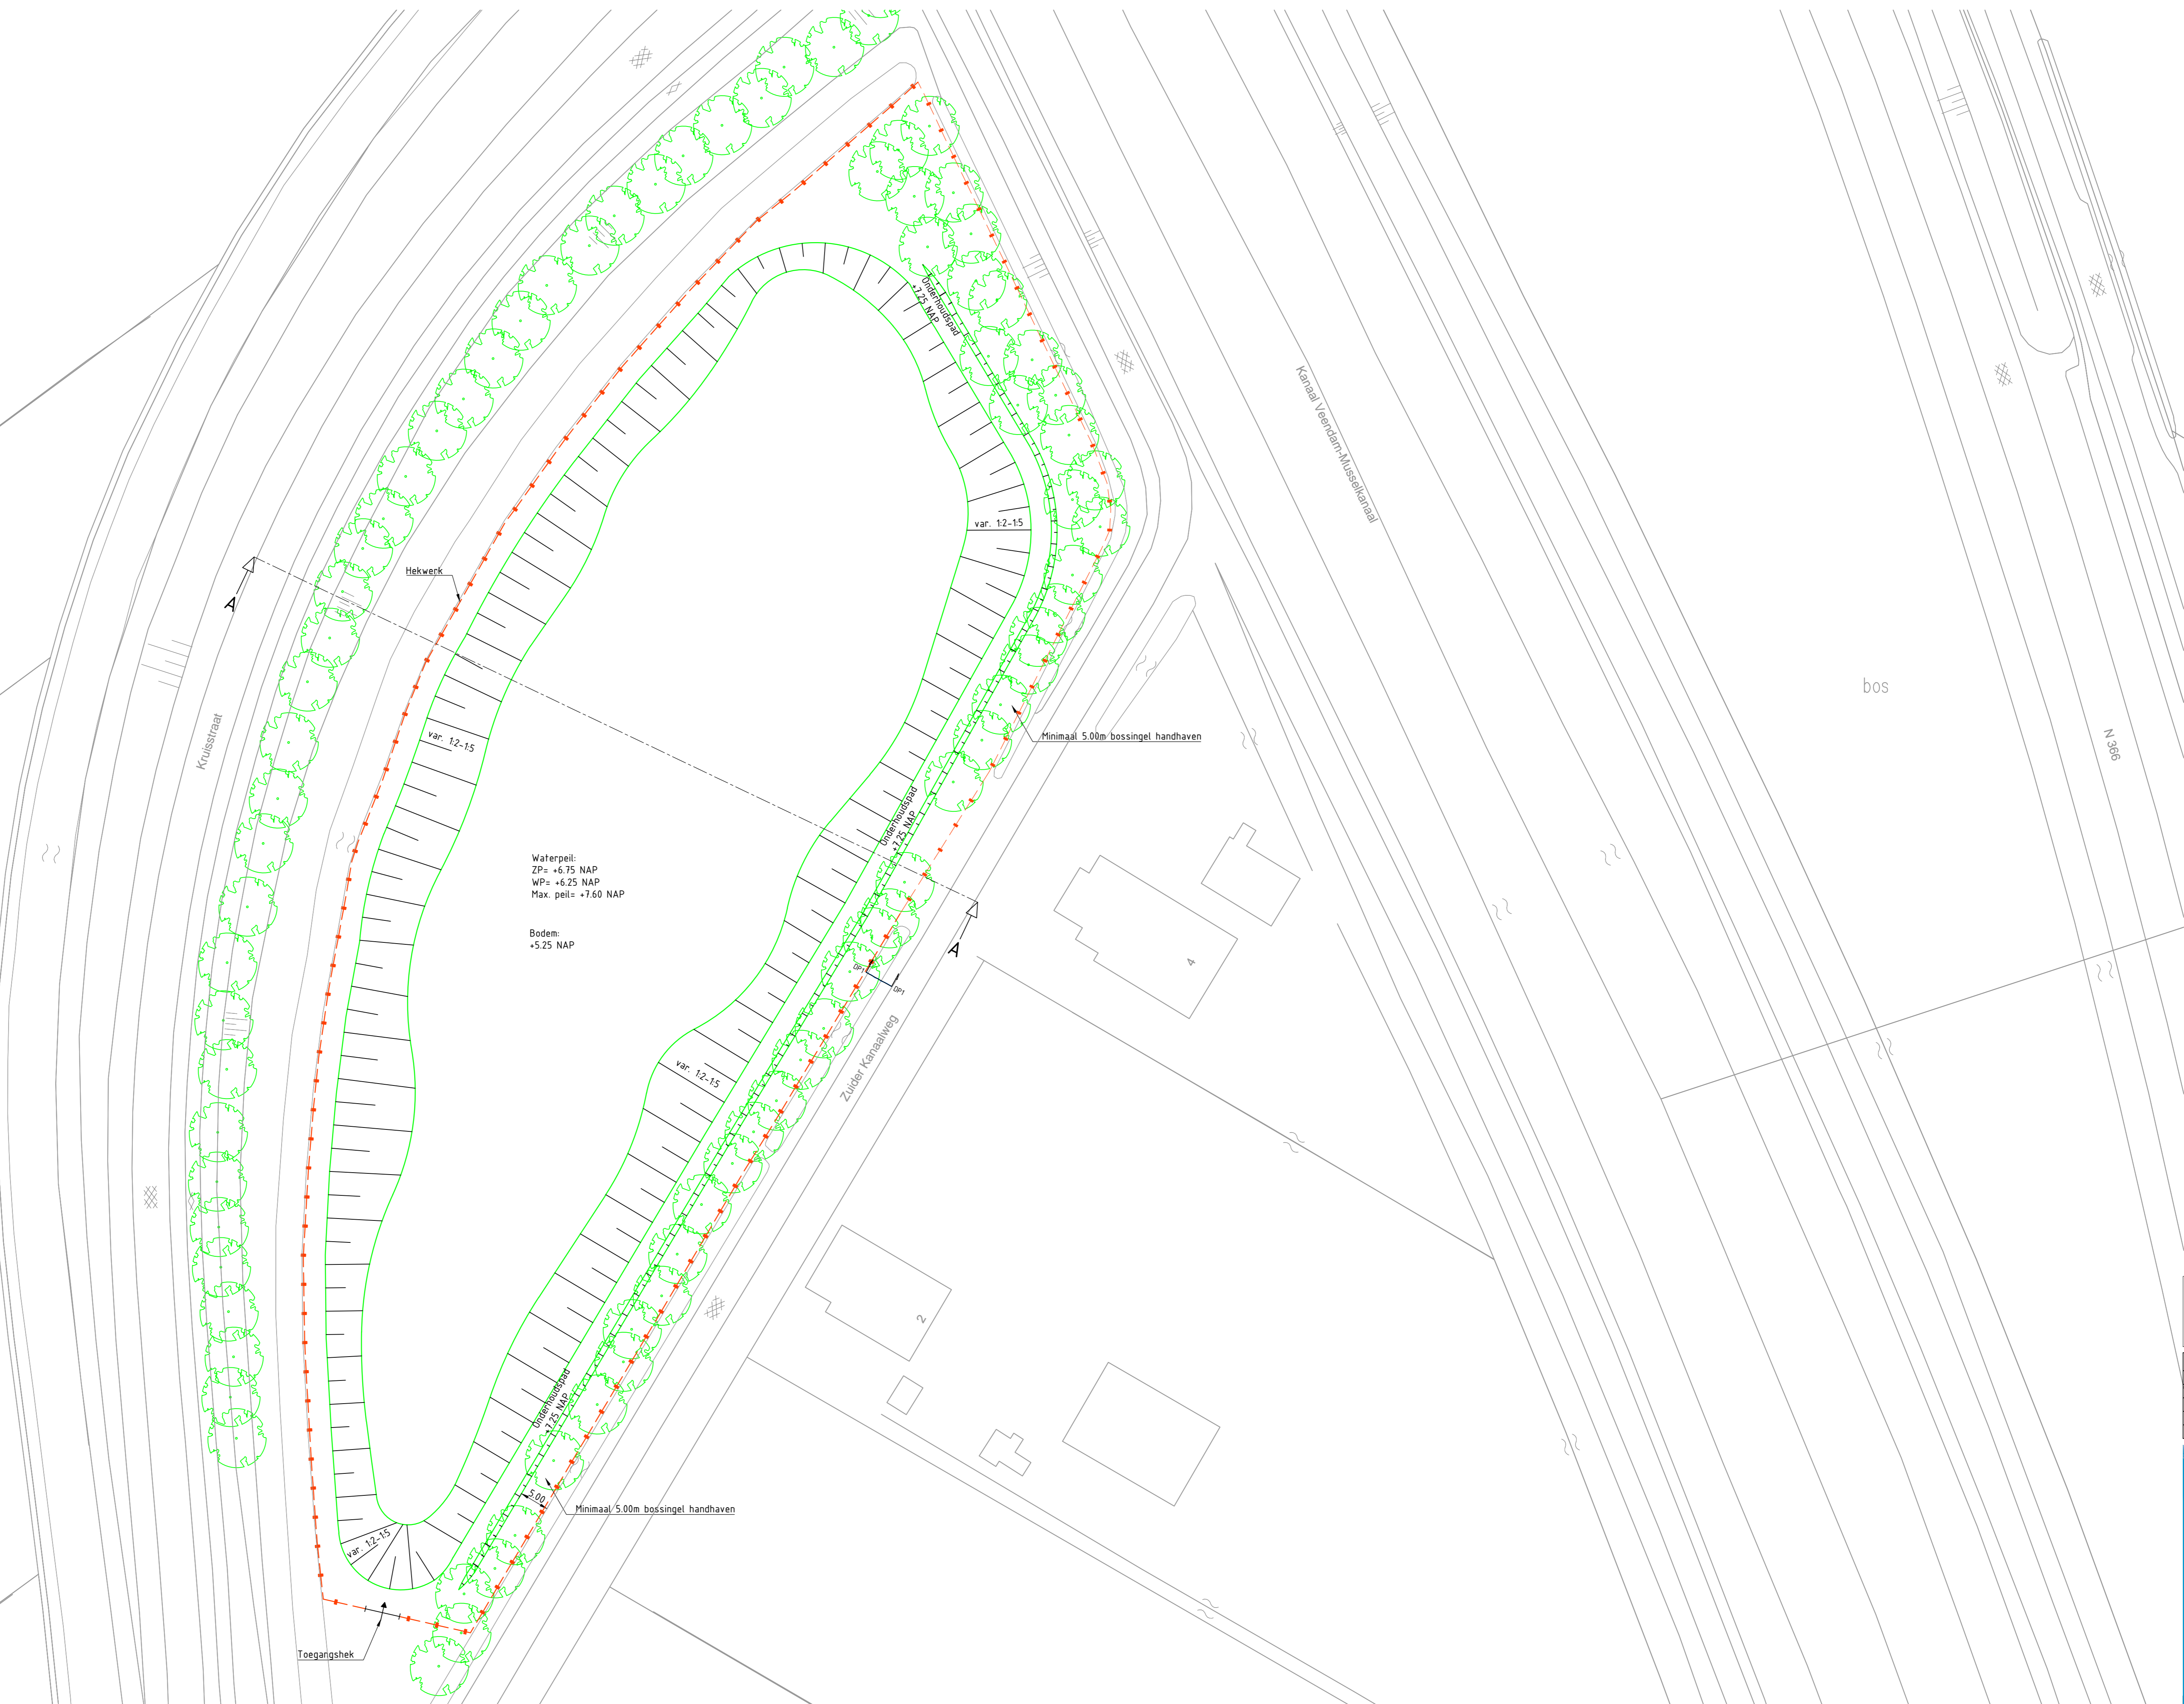 Onderhoudspad
+7.25 NAP
Kanaal Veendam-Musselkanaal
var. 1:2-1:5
Hekwerk
A
bos
Kruisstraat
var. 1:2-1:5
Minimaal 5.00m bossingel handhaven
N 366
Onderhoudspad
+7.25 NAP
Waterpeil:
ZP= +6.75 NAP
WP= +6.25 NAP
Max. peil= +7.60 NAP
Bodem:
+5.25 NAP
A
4
DP1
DP1
Zuider Kanaalweg
var. 1:2-1:5
2
Onderhoudspad
+7.25 NAP
5.00
Minimaal 5.00m bossingel handhaven
var. 1:2-1:5
Toegangshek